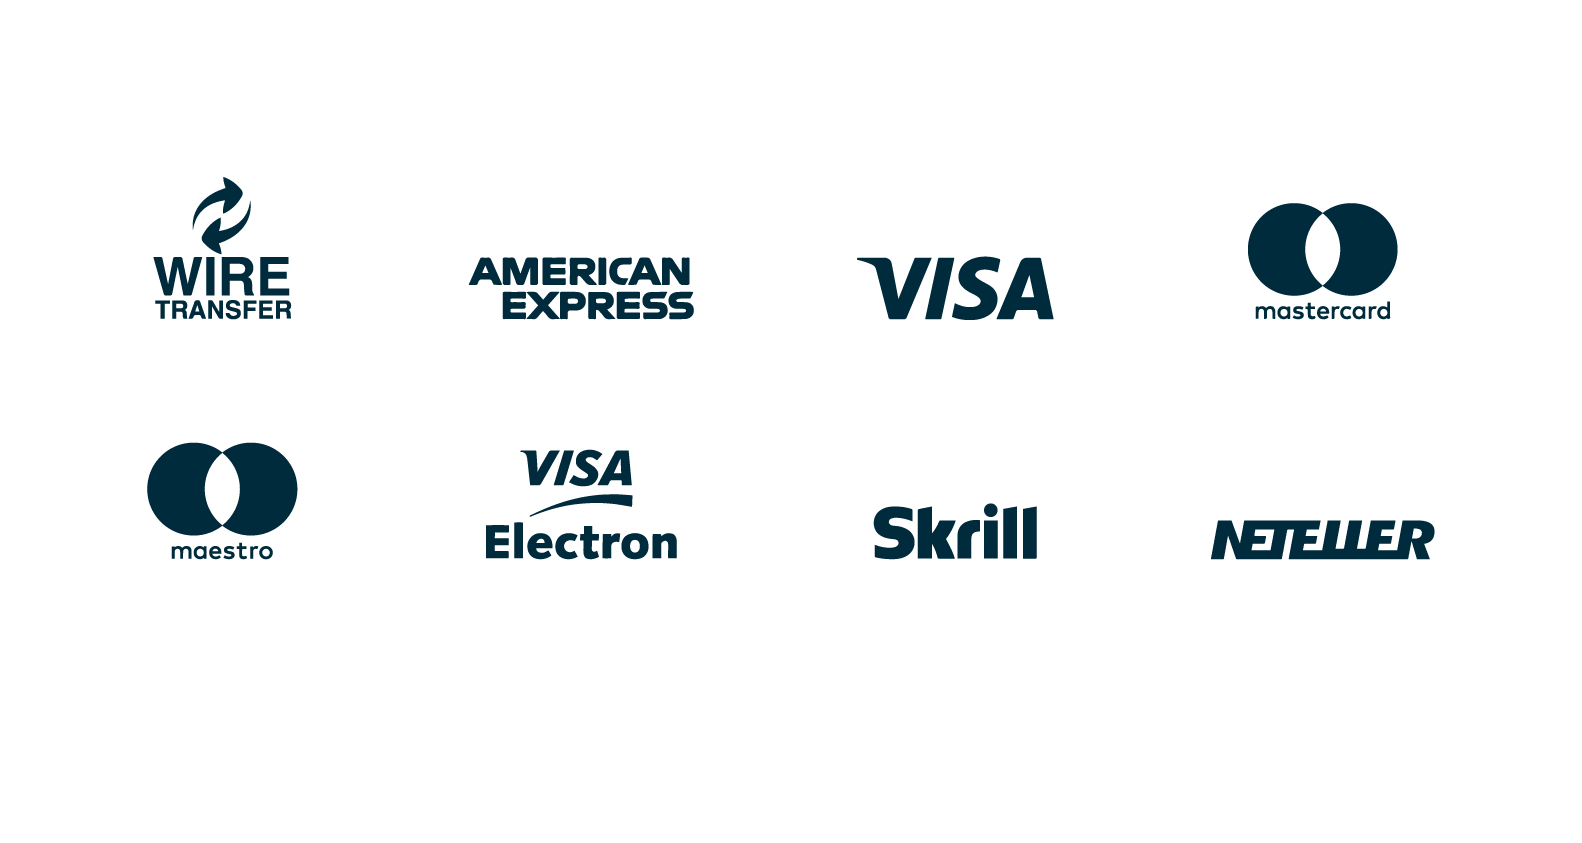 WIRE
TRANSFER
AMERICAN
EXPRESS
VISA
mastercard
maestro
VISA
Electron
Skrill
NETELLER